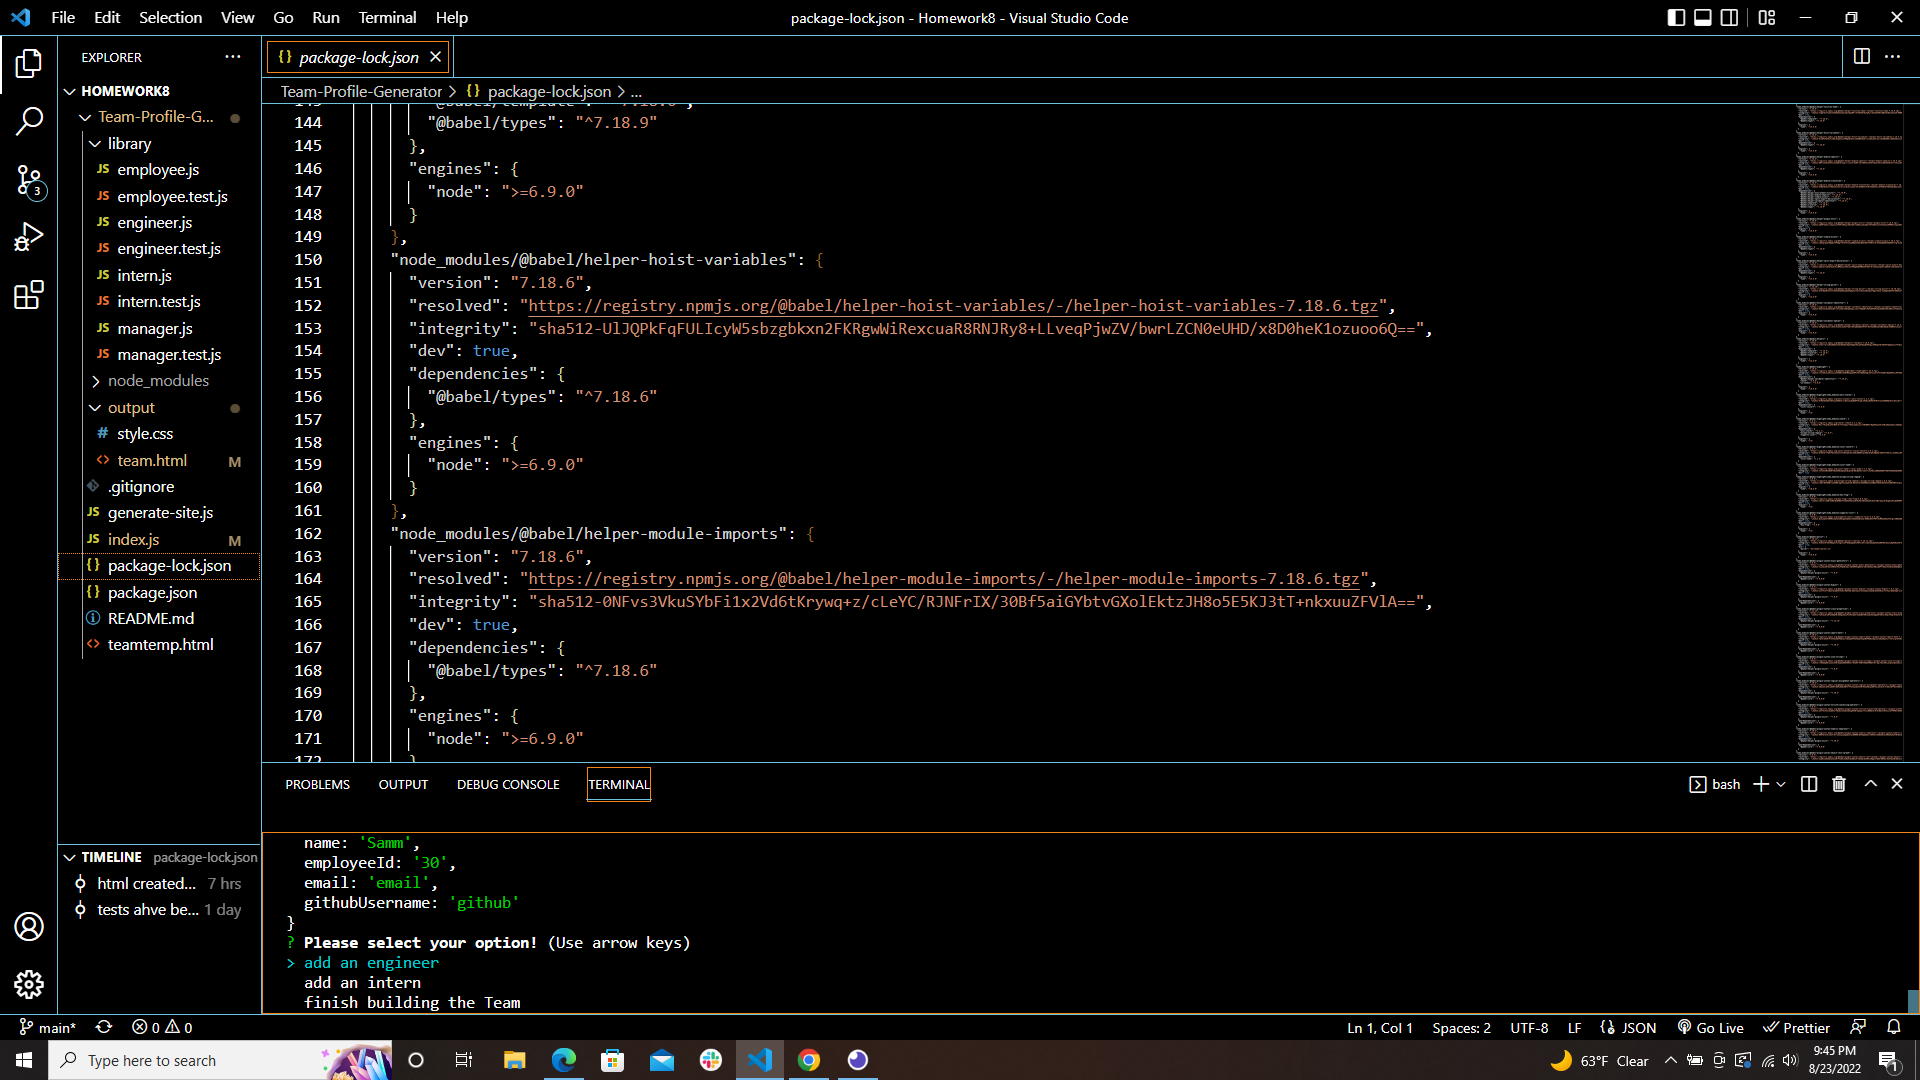 File Edit Selection View Go Run Terminal Help
package-lock.json - Homework8 - Visual Studio Code
EXPLORER
HOMEWORK8
Team-Profile-G...
library
JS employee.js
JS employee.test.js
JS engineer.js
JS engineer.test.js
JS intern.js
JS intern.test.js
JS manager.js
JS manager.test.js
node_modules
output
# style.css
<> team.html M
.gitignore
JS generate-site.js
JS index.js M
{} package-lock.json
{} package.json
README.md
<> teamtemp.html
3
TIMELINE package-lock.json
html created... 7 hrs
tests ahve be... 1 day
{} package-lock.json
Team-Profile-Generator > {} package-lock.json > ...
144 "@babel/types": "^7.18.9"
145 },
146 "engines": {
147 "node": ">=6.9.0"
148 }
149 },
150 "node_modules/@babel/helper-hoist-variables": {
151 "version": "7.18.6",
152 "resolved": "https://registry.npmjs.org/@babel/helper-hoist-variables/-/helper-hoist-variables-7.18.6.tgz",
153 "integrity": "sha512-UlJQPkFqFULIcyW5sbzgbkxn2FKRgwWiRexcuaR8RNJRy8+LLveqPjwZV/bwrLZCN0eUHD/x8D0heK1ozuoo6Q==",
154 "dev": true,
155 "dependencies": {
156 "@babel/types": "^7.18.6"
157 },
158 "engines": {
159 "node": ">=6.9.0"
160 }
161 },
162 "node_modules/@babel/helper-module-imports": {
163 "version": "7.18.6",
164 "resolved": "https://registry.npmjs.org/@babel/helper-module-imports/-/helper-module-imports-7.18.6.tgz",
165 "integrity": "sha512-0NFvs3VkuSYbFi1x2Vd6tKrywq+z/cLeYC/RJNFrIX/30Bf5aiGYbtvGXolEktzJH8o5E5KJ3tT+nkxuuZFVlA==",
166 "dev": true,
167 "dependencies": {
168 "@babel/types": "^7.18.6"
169 },
170 "engines": {
171 "node": ">=6.9.0"
172 }
PROBLEMS OUTPUT DEBUG CONSOLE TERMINAL
bash
name: 'Samm',
employeeId: '30',
email: 'email',
githubUsername: 'github'
}
? Please select your option! (Use arrow keys)
> add an engineer
add an intern
finish building the Team
main* 0 0
Ln 1, Col 1 Spaces: 2 UTF-8 LF {} JSON Go Live Prettier
Type here to search
63°F Clear
9:45 PM
8/23/2022
1